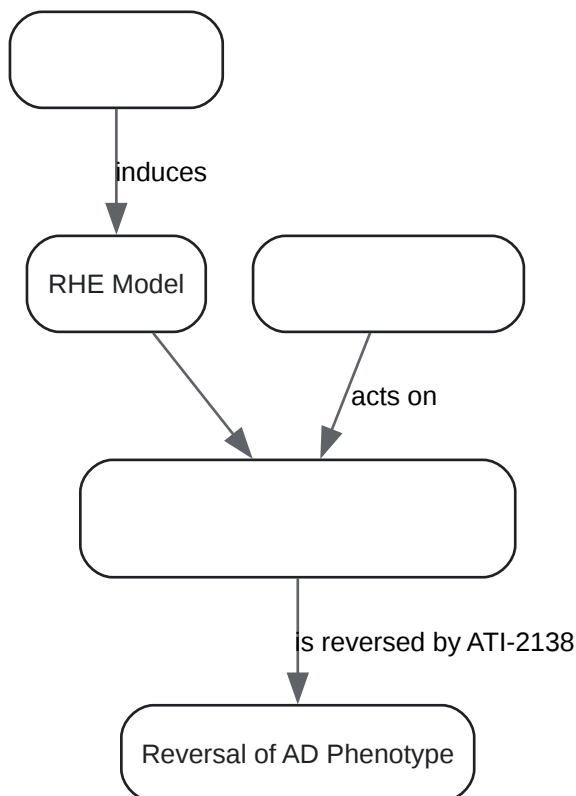 induces
RHE Model
acts on
is reversed by ATI-2138
Reversal of AD Phenotype